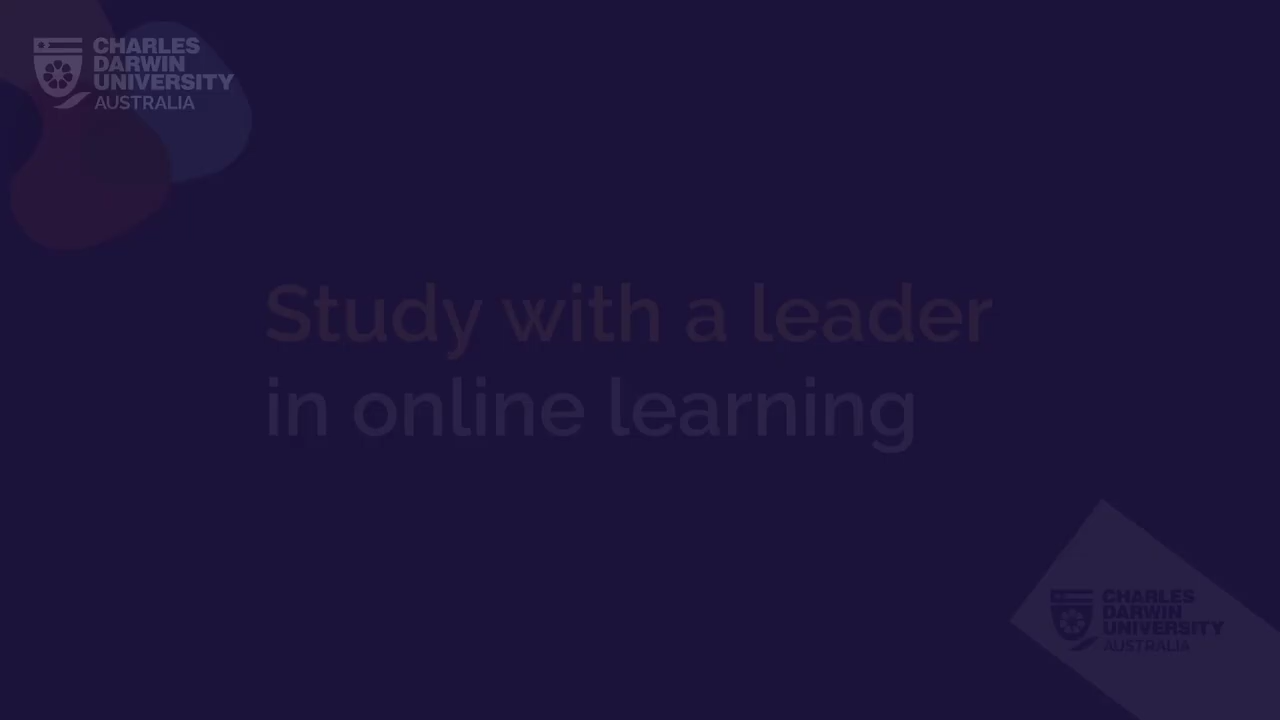 CHARLES
DARWIN
UNIVERSITY
AUSTRALIA
Study with a leader
in online learning
CHARLES
DARWIN
UNIVERSITY
AUSTRALIA